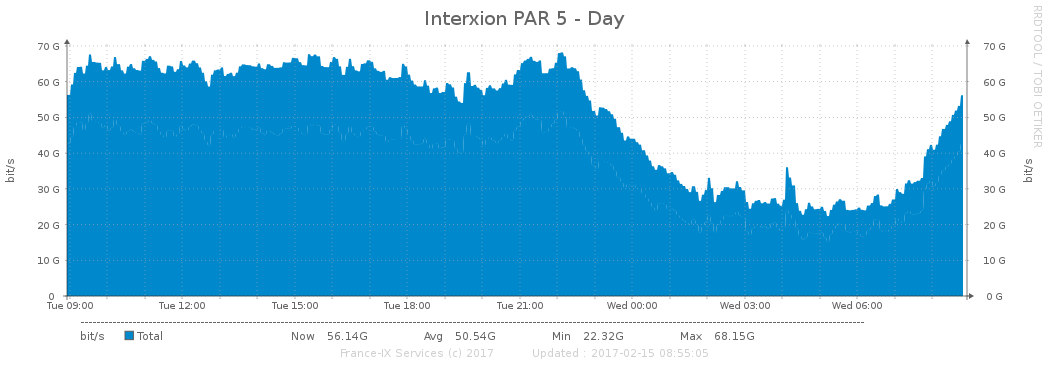 Interxion PAR 5 - Day
RRDTOOL / TOBI OETIKER
70 G 70 G
60 G 60 G
50 G 50 G
40 G 40 G
30 G 30 G
20 G 20 G
10 G 10 G
0 0 G
bit/s bit/s
Tue 09:00 Tue 12:00 Tue 15:00 Tue 18:00 Tue 21:00 Wed 00:00 Wed 03:00 Wed 06:00
bit/s Total Now 56.14G Avg 50.54G Min 22.32G Max 68.15G
France-IX Services (c) 2017 Updated : 2017-02-15 08:55:05